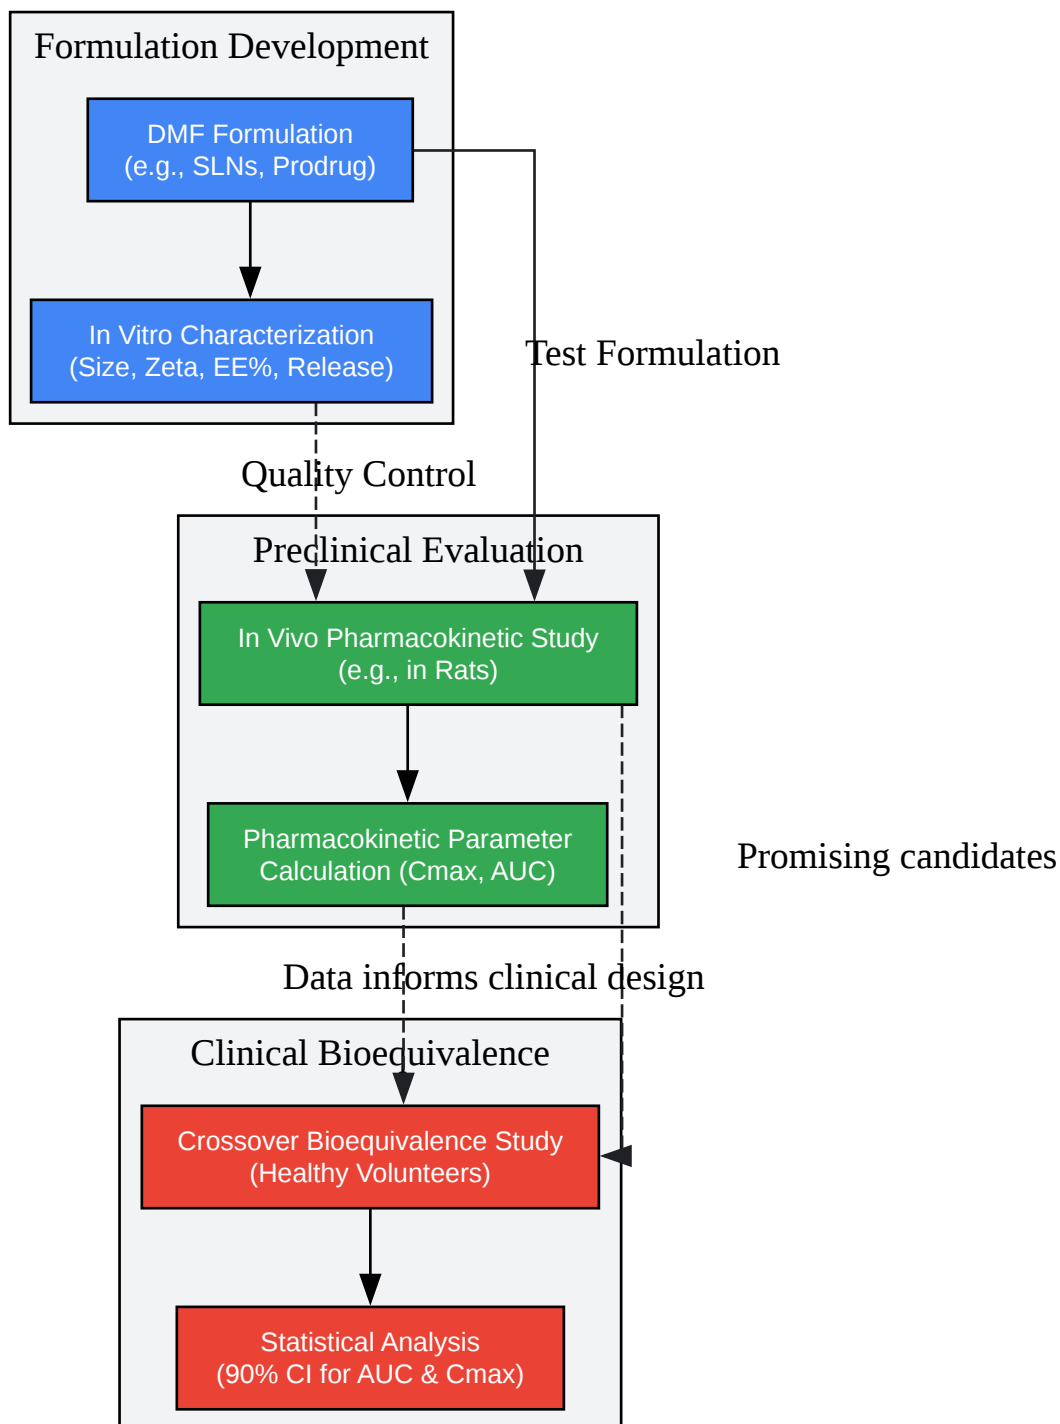 Formulation Development
DMF Formulation
(e.g., SLNs, Prodrug)
In Vitro Characterization
(Size, Zeta, EE%, Release)
Test Formulation
Quality Control
Preclinical Evaluation
In Vivo Pharmacokinetic Study
(e.g., in Rats)
Pharmacokinetic Parameter
Calculation (Cmax, AUC)
Promising candidates
Data informs clinical design
Clinical Bioequivalence
Crossover Bioequivalence Study
(Healthy Volunteers)
Statistical Analysis
(90% CI for AUC & Cmax)